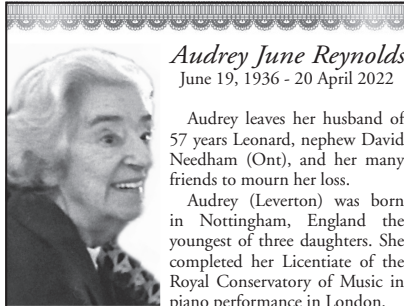 Audrey June Reynolds
June 19, 1936 - 20 April 2022
Audrey leaves her husband of
57 years Leonard, nephew David
Needham (Ont), and her many
friends to mourn her loss.
Audrey (Leverton) was born
in Nottingham, England the
youngest of three daughters. She
completed her Licentiate of the
Royal Conservatory of Music in
piano performance in London.